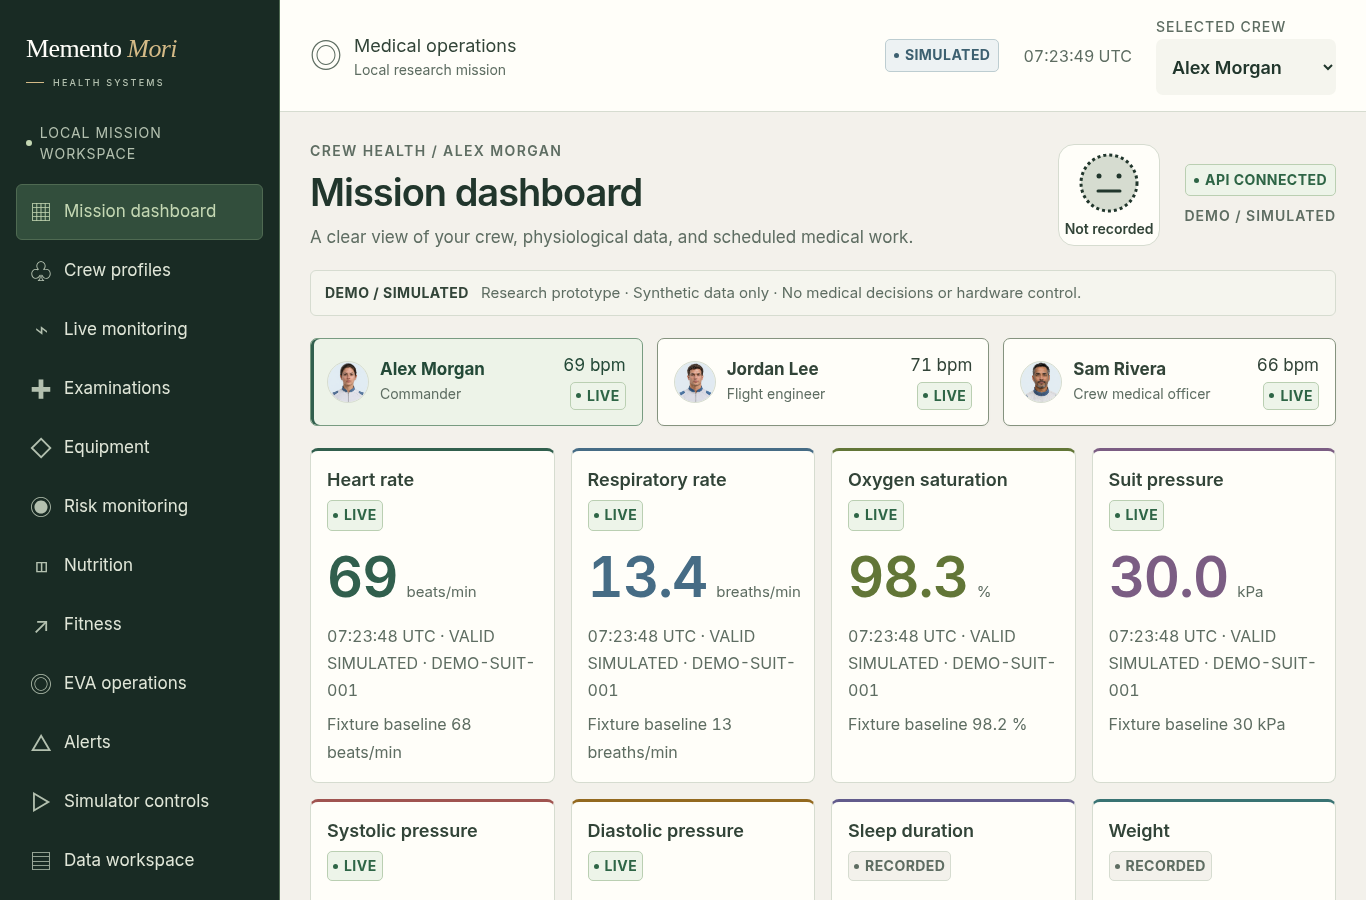 Memento Mori
HEALTH SYSTEMS
LOCAL MISSION
WORKSPACE
Mission dashboard
Crew profiles
Live monitoring
Examinations
Equipment
Risk monitoring
Nutrition
Fitness
EVA operations
Alerts
Simulator controls
Data workspace
Medical operations
Local research mission
• SIMULATED
07:23:49 UTC
SELECTED CREW
Alex Morgan
CREW HEALTH / ALEX MORGAN
Mission dashboard
A clear view of your crew, physiological data, and scheduled medical work.
Not recorded
• API CONNECTED
DEMO / SIMULATED
DEMO / SIMULATED Research prototype · Synthetic data only · No medical decisions or hardware control.
Alex Morgan
Commander
69 bpm
• LIVE
Jordan Lee
Flight engineer
71 bpm
• LIVE
Sam Rivera
Crew medical officer
66 bpm
• LIVE
Heart rate
• LIVE
69 beats/min
07:23:48 UTC · VALID
SIMULATED · DEMO-SUIT-
001
Fixture baseline 68
beats/min
Respiratory rate
• LIVE
13.4 breaths/min
07:23:48 UTC · VALID
SIMULATED · DEMO-SUIT-
001
Fixture baseline 13
breaths/min
Oxygen saturation
• LIVE
98.3 %
07:23:48 UTC · VALID
SIMULATED · DEMO-SUIT-
001
Fixture baseline 98.2 %
Suit pressure
• LIVE
30.0 kPa
07:23:48 UTC · VALID
SIMULATED · DEMO-SUIT-
001
Fixture baseline 30 kPa
Systolic pressure
• LIVE
Diastolic pressure
• LIVE
Sleep duration
• RECORDED
Weight
• RECORDED